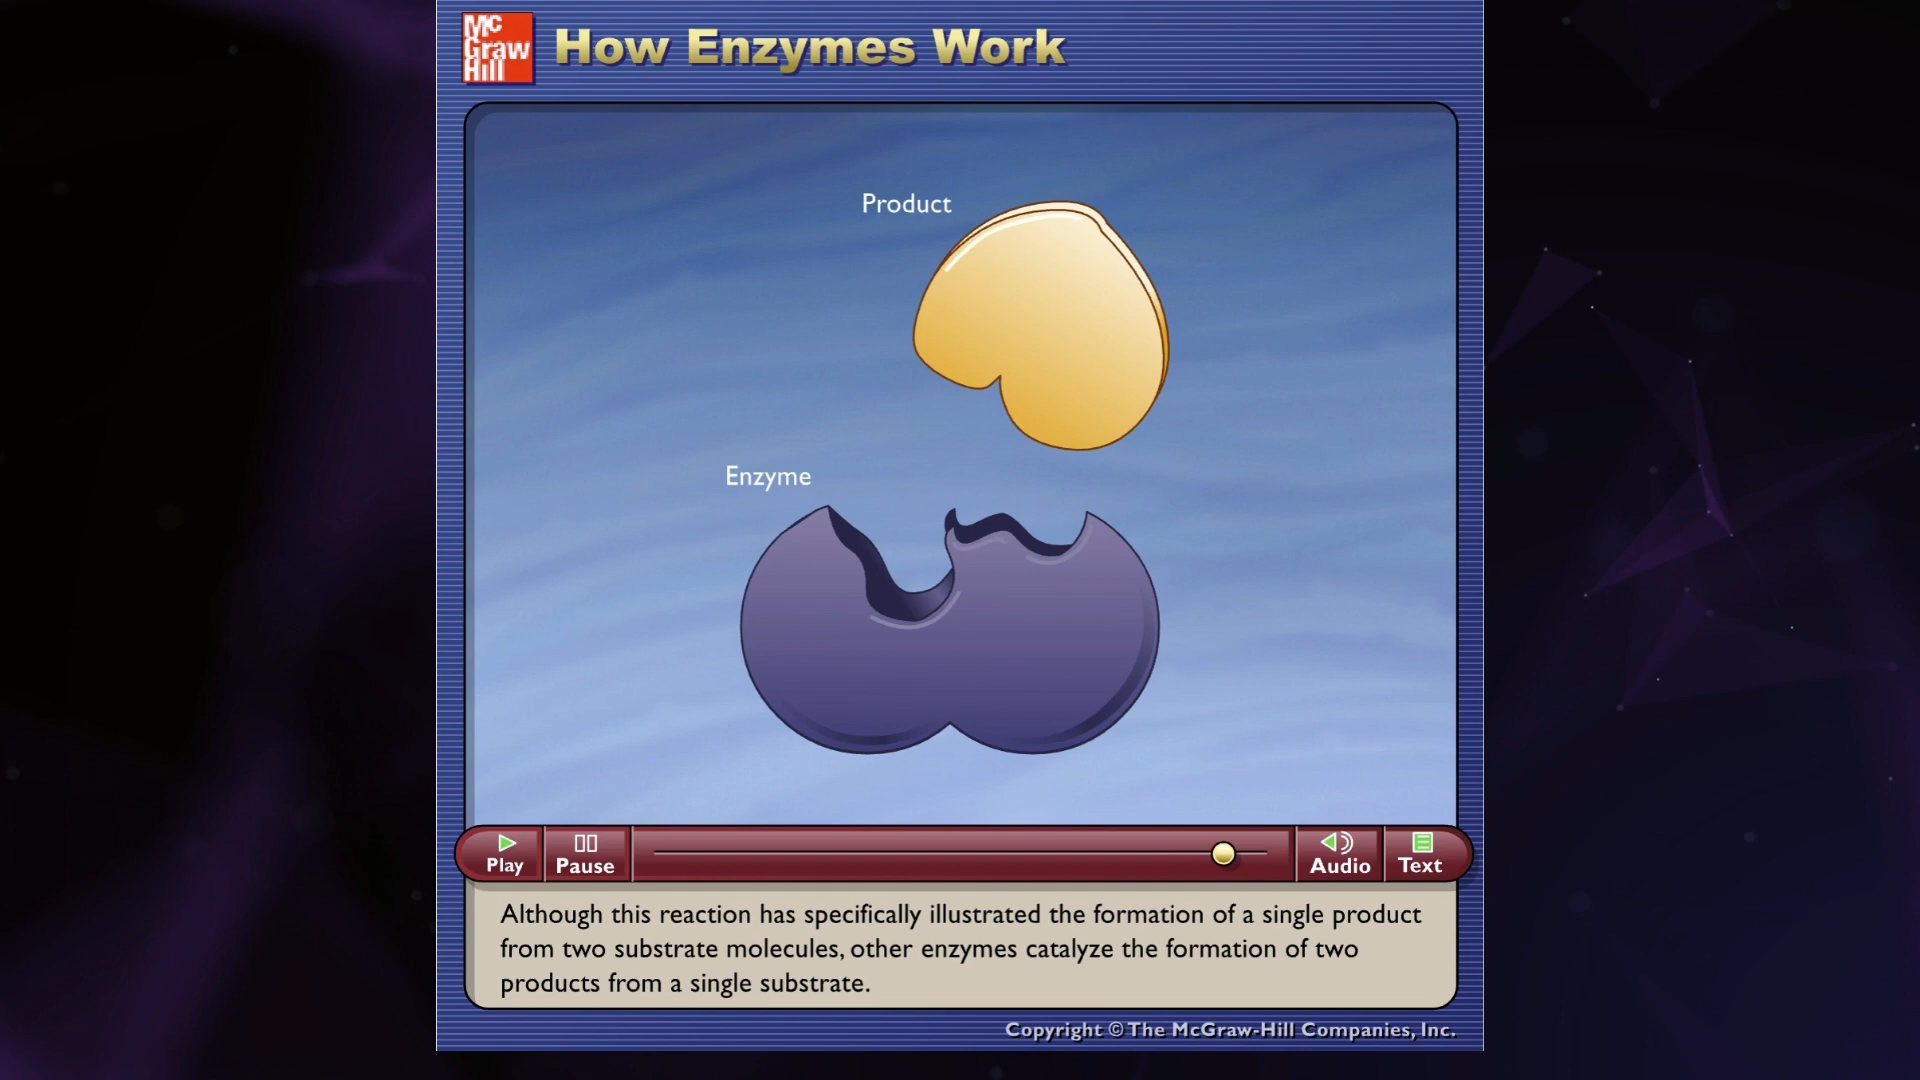 Mc
Graw
Hill
How Enzymes Work
Product
Enzyme
Play
Pause
Audio
Text
Although this reaction has specifically illustrated the formation of a single product
from two substrate molecules, other enzymes catalyze the formation of two
products from a single substrate.
Copyright © The McGraw-Hill Companies, Inc.